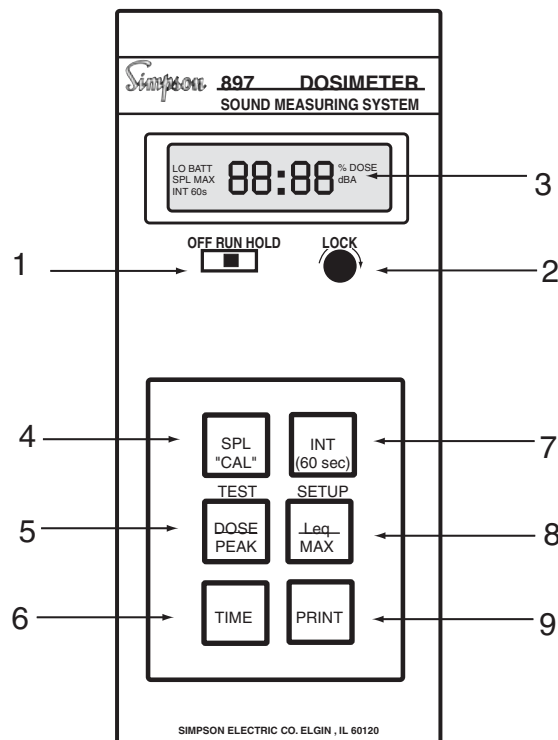 Simpson 897 DOSIMETER
SOUND MEASURING SYSTEM
LO BATT
SPL MAX
INT 60s
88:88
% DOSE
dBA
3
OFF RUN HOLD
LOCK
1
2
4
SPL
"CAL"
INT
(60 sec)
7
TEST
SETUP
5
DOSE
PEAK
Leq
MAX
8
6
TIME
PRINT
9
SIMPSON ELECTRIC CO. ELGIN , IL 60120